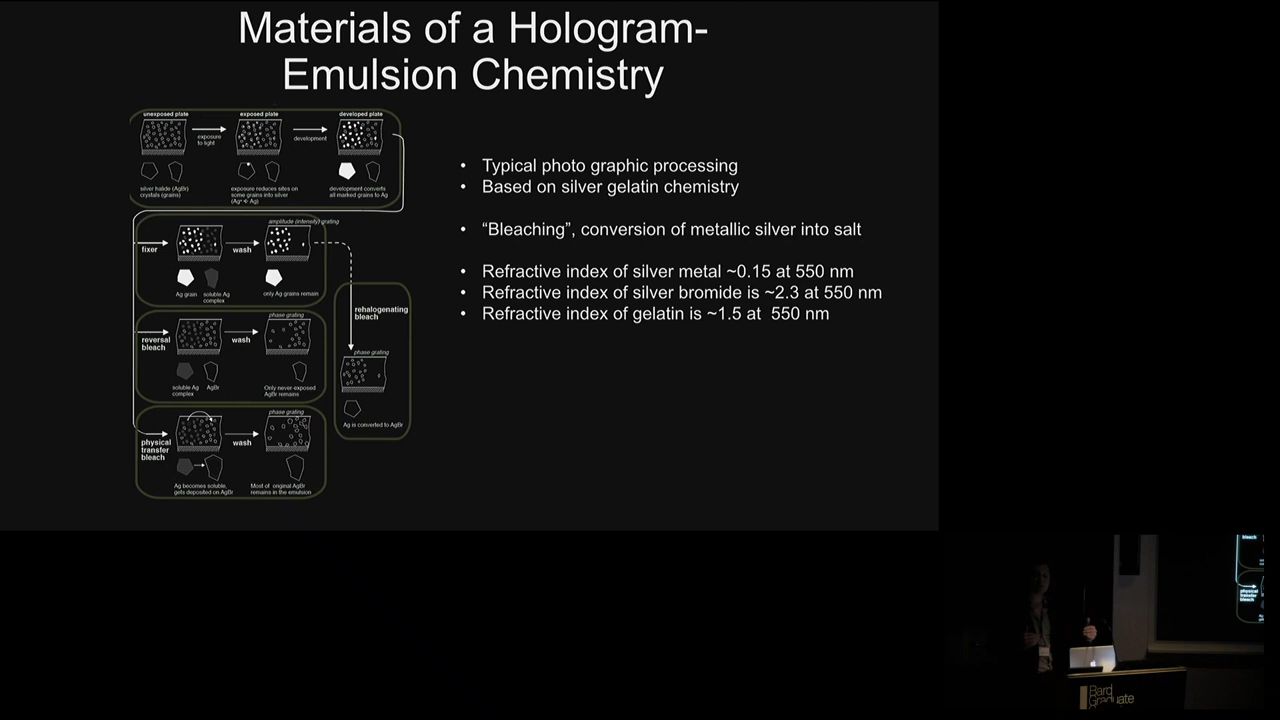 Materials of a Hologram-
Emulsion Chemistry
unexposed plate
exposed plate
developed plate
exposure
to light
development
silver halide (AgBr)
crystals (grains)
exposure reduces sites on
some grains into silver
(Ag⁺ ← Ag)
development converts
all marked grains to Ag
amplitude (intensity) grating
fixer
wash
Ag grain
soluble Ag
complex
only Ag grains remain
rehalogenating
bleach
phase grating
reversal
bleach
wash
phase grating
soluble Ag
complex
AgBr
Only never-exposed
AgBr remains
Ag is converted to AgBr
phase grating
physical
transfer
bleach
wash
Ag becomes soluble,
gets deposited on AgBr
Most of original AgBr
remains in the emulsion
• Typical photo graphic processing
• Based on silver gelatin chemistry
• “Bleaching”, conversion of metallic silver into salt
• Refractive index of silver metal ~0.15 at 550 nm
• Refractive index of silver bromide is ~2.3 at 550 nm
• Refractive index of gelatin is ~1.5 at 550 nm
bleach
physical
transfer
bleach
Bard
Graduate